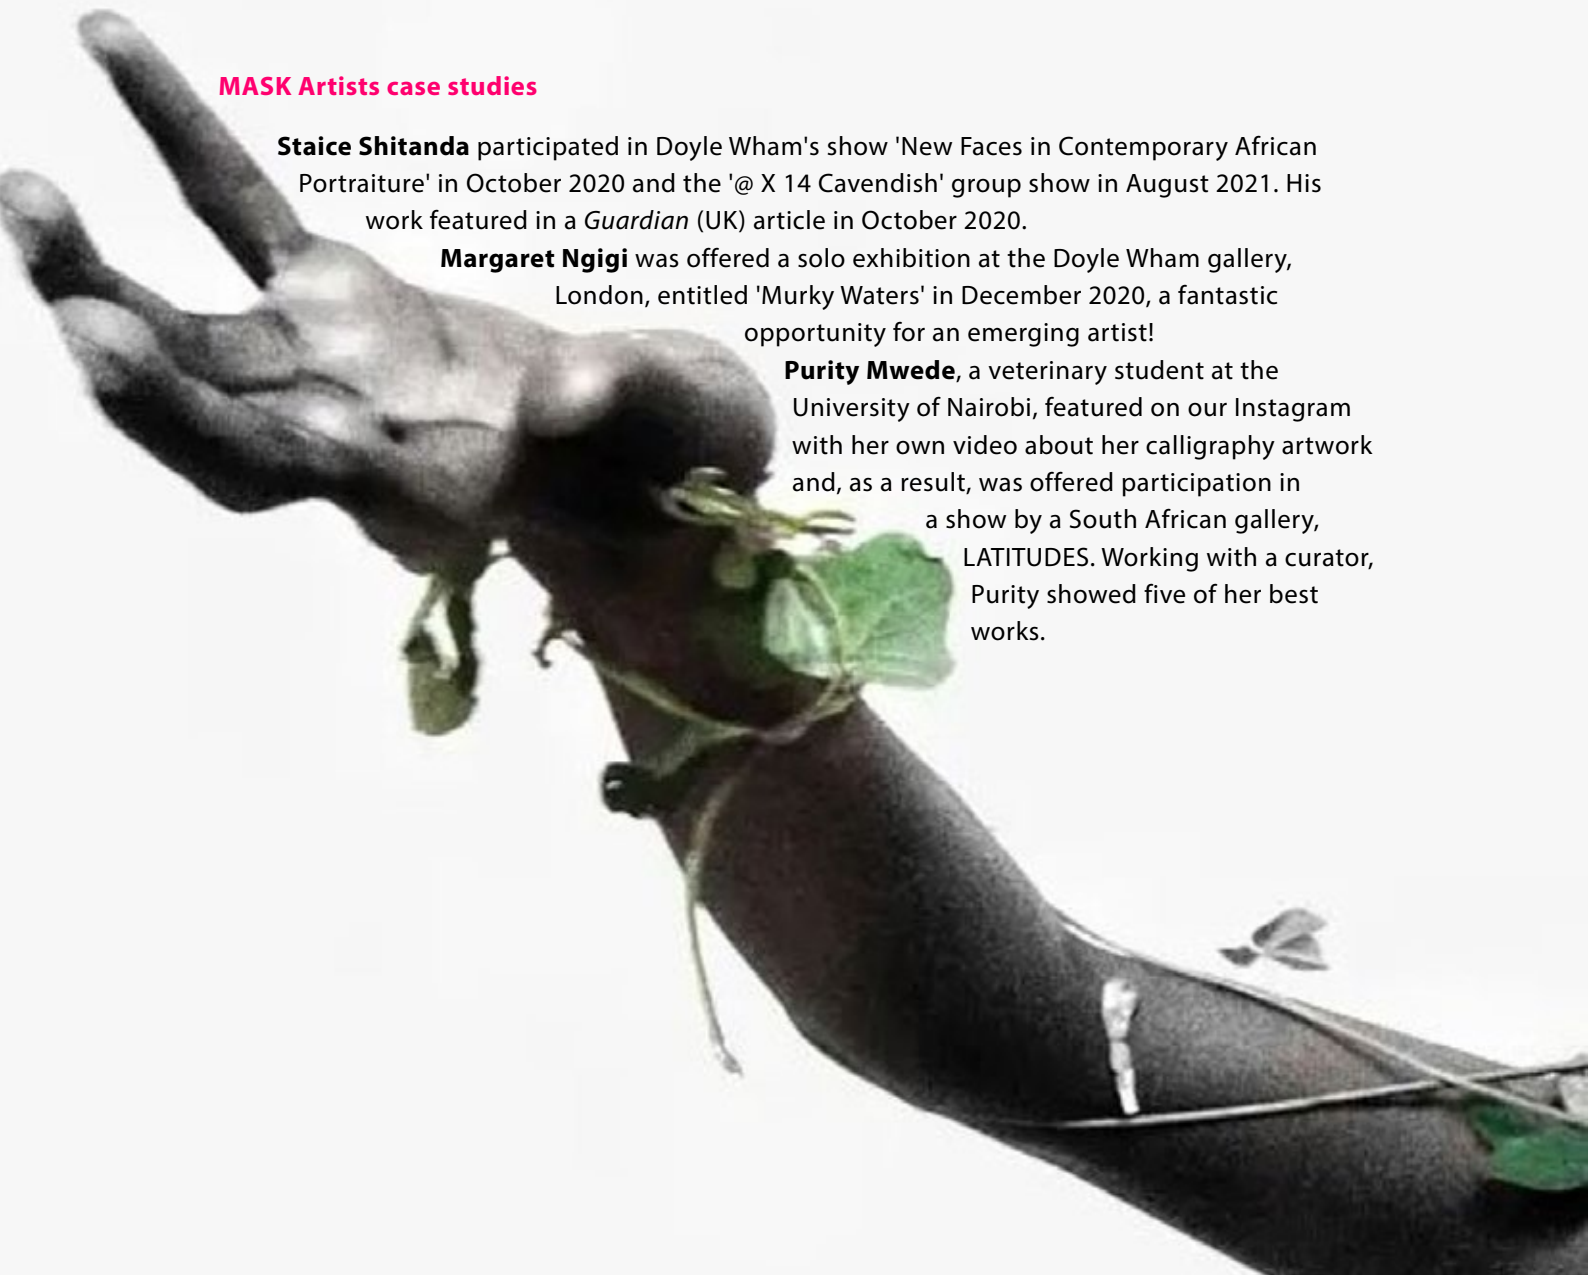 MASK Artists case studies
Staice Shitanda participated in Doyle Wham's show 'New Faces in Contemporary African
Portraiture' in October 2020 and the '@ X 14 Cavendish' group show in August 2021. His
work featured in a Guardian (UK) article in October 2020.
Margaret Ngigi was offered a solo exhibition at the Doyle Wham gallery,
London, entitled 'Murky Waters' in December 2020, a fantastic
opportunity for an emerging artist!
Purity Mwede, a veterinary student at the
University of Nairobi, featured on our Instagram
with her own video about her calligraphy artwork
and, as a result, was offered participation in
a show by a South African gallery,
LATITUDES. Working with a curator,
Purity showed five of her best
works.